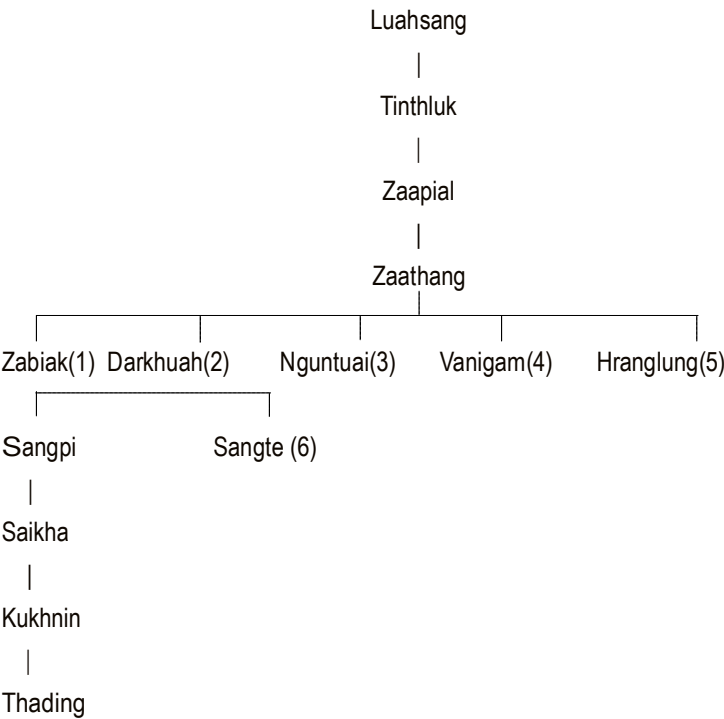 Luahsang
Tinthluk
Zaapial
Zaathang
Zabiak(1) Darkhuah(2) Nguntuai(3) Vanigam(4) Hranglung(5)
Sangpi Sangte (6)
Saikha
Kukhnin
Thading